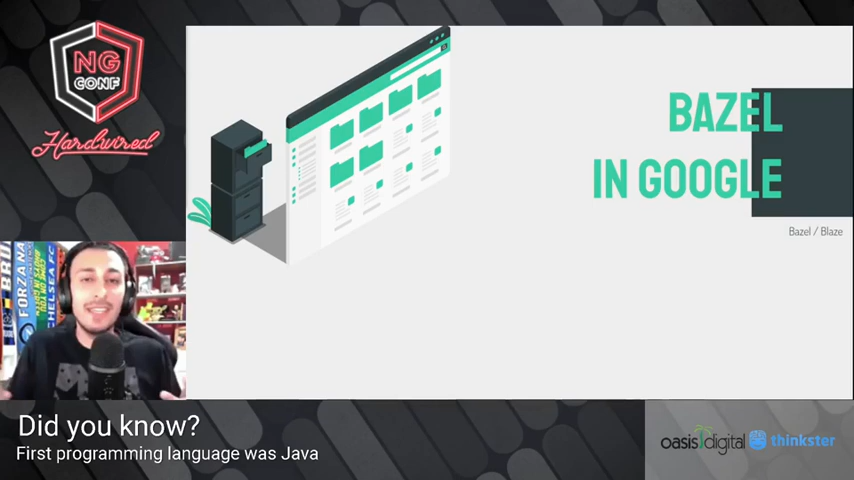 NG
CONF
Hardwired
BAZEL
IN GOOGLE
Bazel / Blaze
FORZA NA
CHELSEA FC
Did you know?
First programming language was Java
oasis digital
thinkster